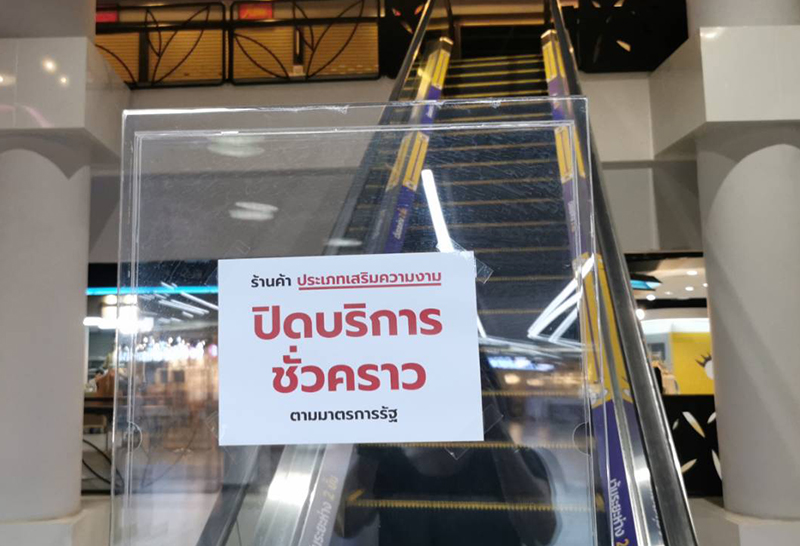 ร้านค้า ประเภทเสริมความงาม
ปิดบริการ
ชั่วคราว
ตามมาตรการรัฐ